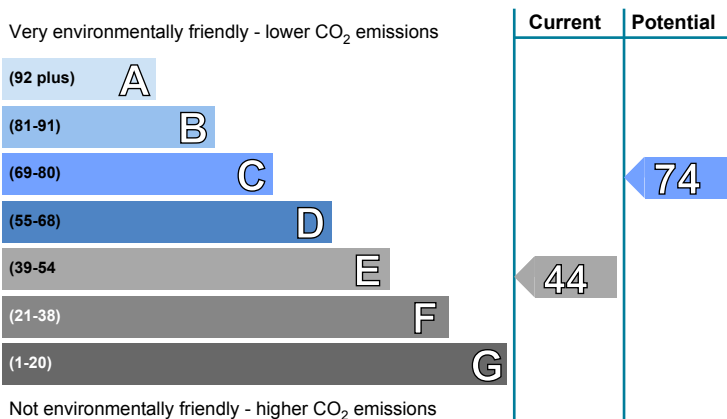 Current Potential
Very environmentally friendly - lower CO2 emissions
(92 plus) A
(81-91) B
(69-80) C
74
(55-68) D
(39-54 E
44
(21-38) F
(1-20) G
Not environmentally friendly - higher CO2 emissions